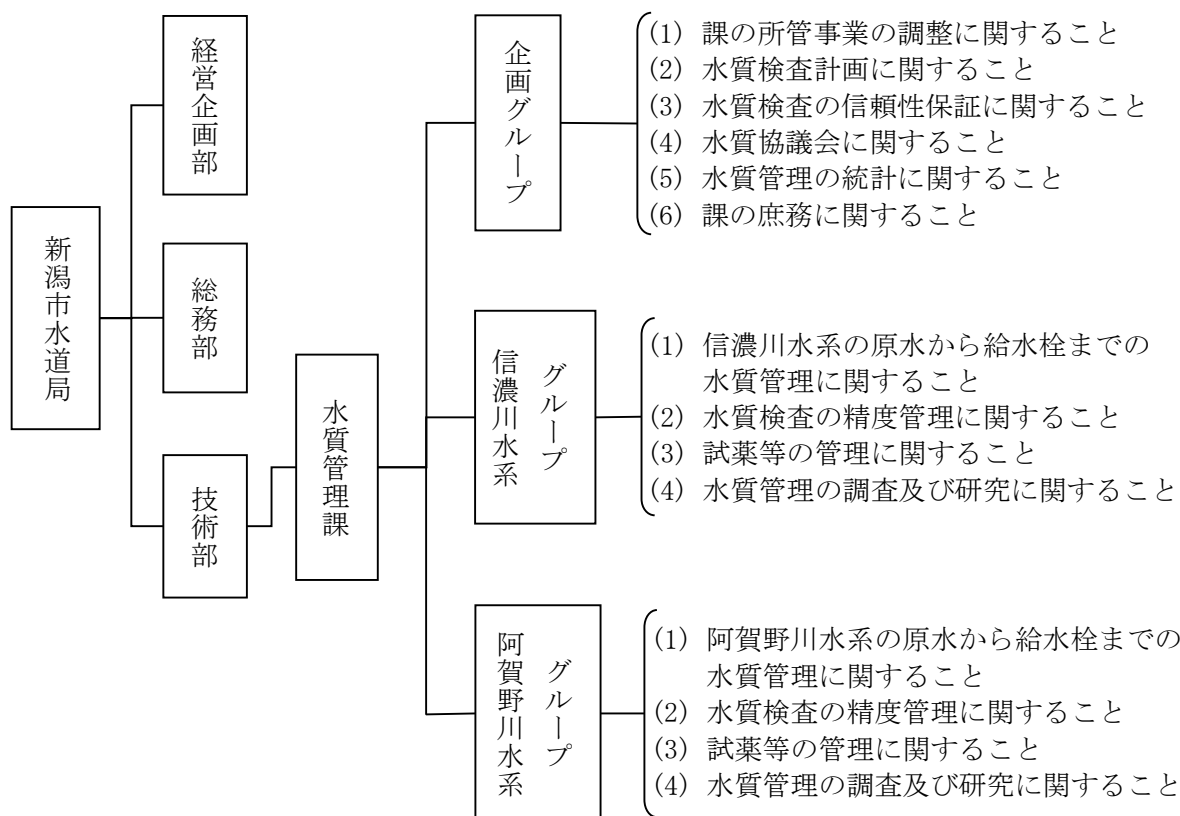 新潟市水道局
経営企画部
総務部
技術部
水質管理課
企画グループ
(1) 課の所管事業の調整に関すること
(2) 水質検査計画に関すること
(3) 水質検査の信頼性保証に関すること
(4) 水質協議会に関すること
(5) 水質管理の統計に関すること
(6) 課の庶務に関すること
信濃川水系
グループ
(1) 信濃川水系の原水から給水栓までの
水質管理に関すること
(2) 水質検査の精度管理に関すること
(3) 試薬等の管理に関すること
(4) 水質管理の調査及び研究に関すること
阿賀野川水系
グループ
(1) 阿賀野川水系の原水から給水栓までの
水質管理に関すること
(2) 水質検査の精度管理に関すること
(3) 試薬等の管理に関すること
(4) 水質管理の調査及び研究に関すること